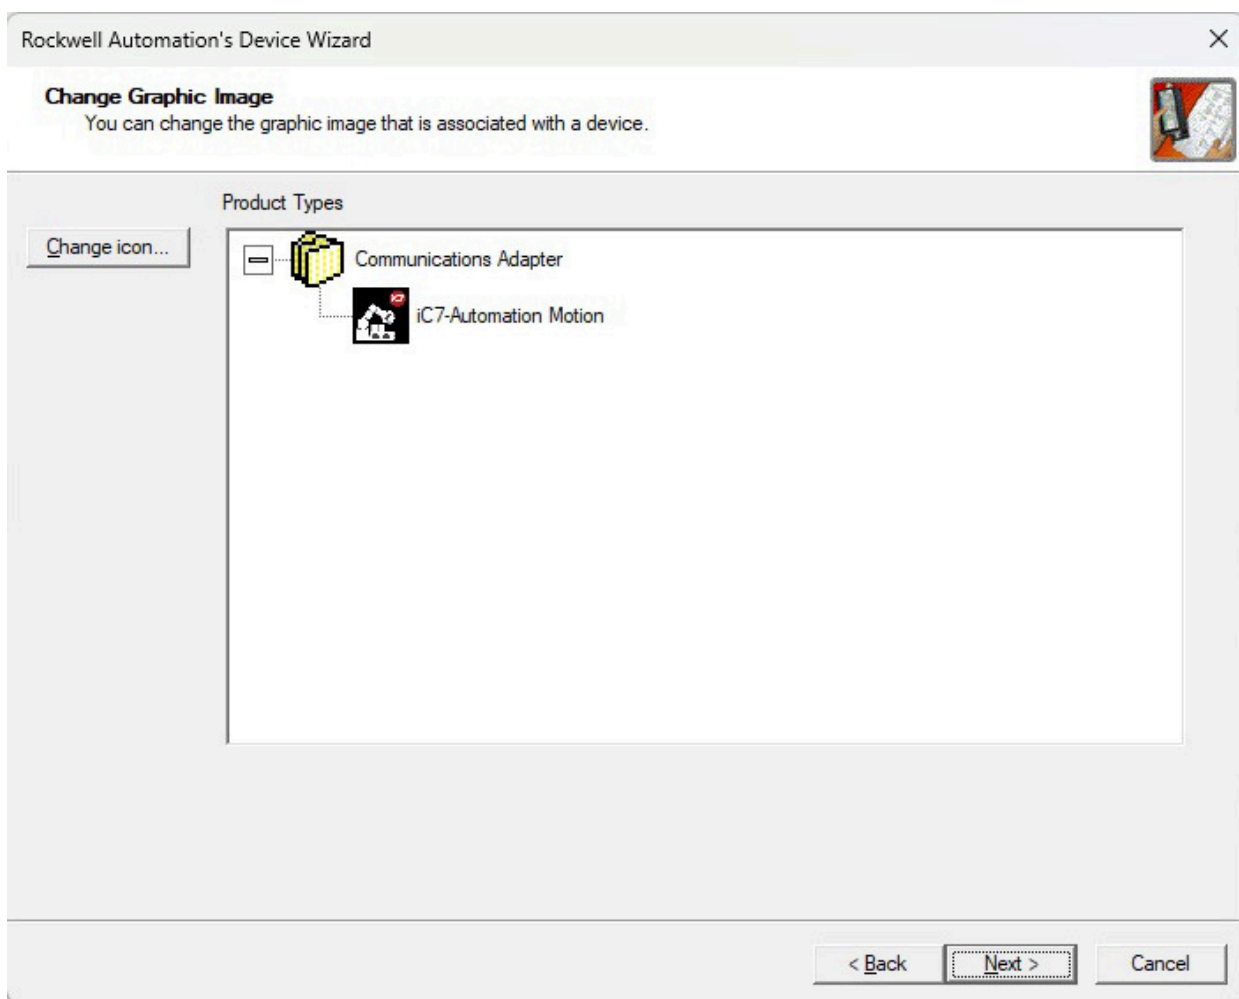 Rockwell Automation's Device Wizard
Change Graphic Image
You can change the graphic image that is associated with a device.
Product Types
Change icon...
Communications Adapter
iC7-Automation Motion
< Back
Next >
Cancel